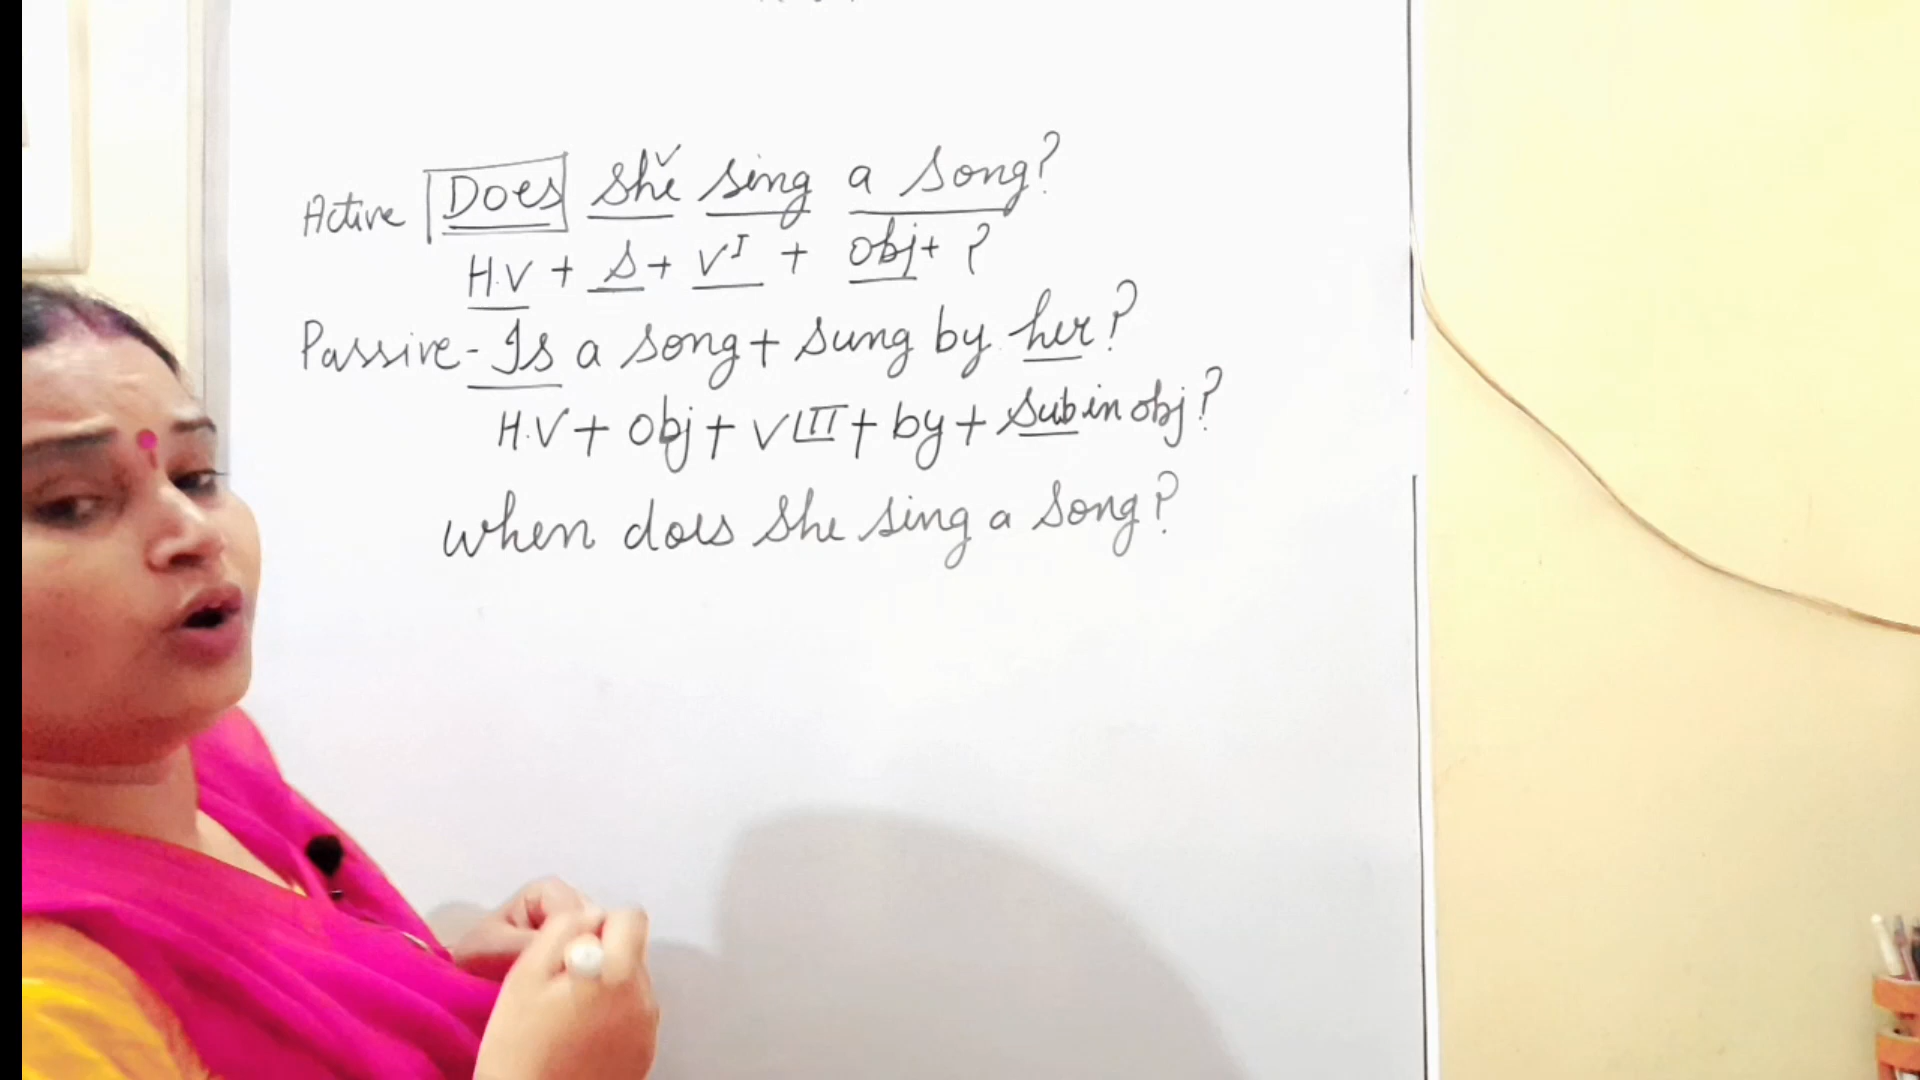 Active Does She sing a song?
H.V + S + V I + obj + ?
Passive - Is a song + sung by her?
H.V + Obj + V III + by + sub in obj?
when does she sing a song?